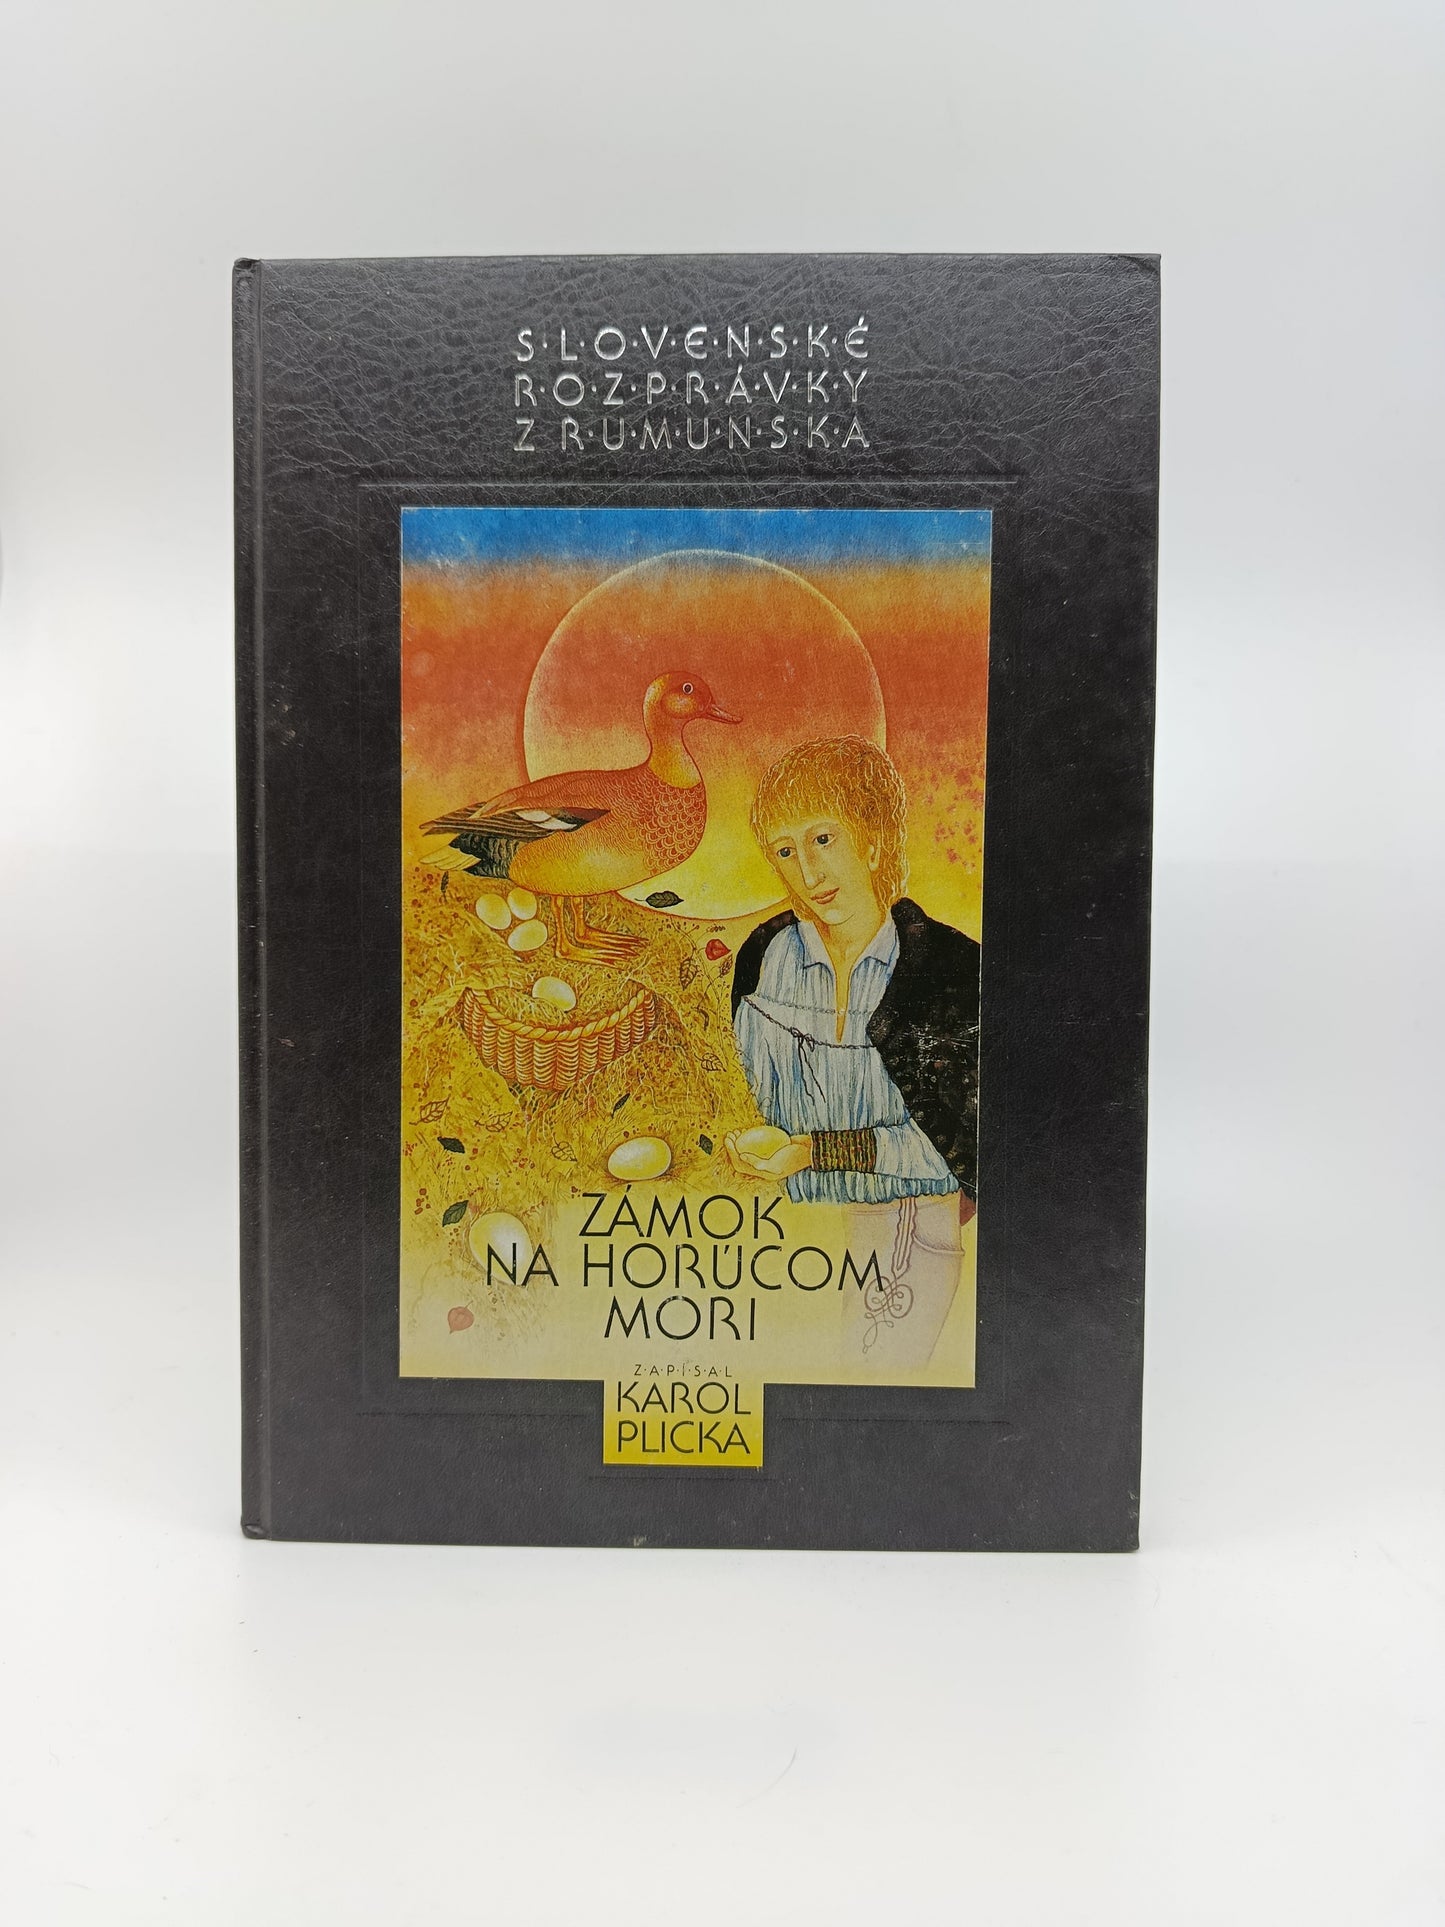 S·L·O·V·E·N·S·K·É
R·O·Z·P·R·Á·V·K·Y
Z R·U·M·U·N·S·K·A
ZÁMOK
NA HORÚCOM
MORI
Z·A·P·Í·S·A·L
KAROL
PLICKA